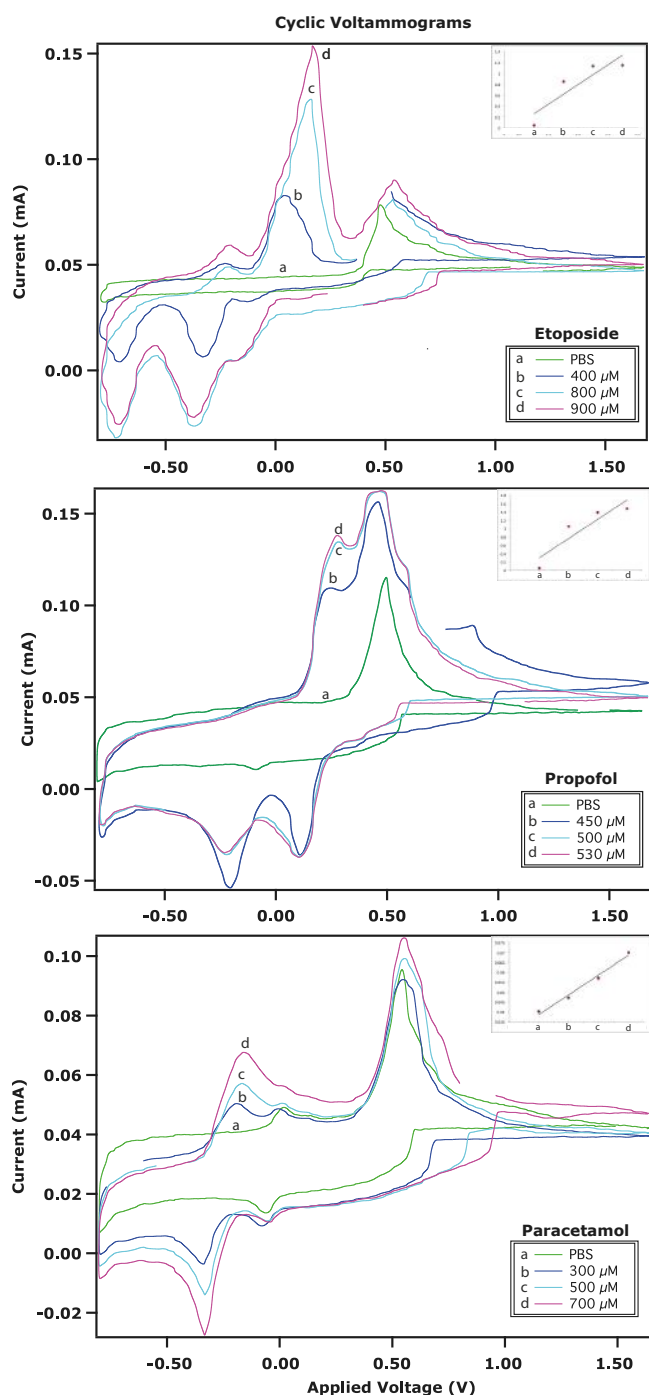 Cyclic Voltammograms
0.15
0.10
0.05
0.00
Current (mA)
a
b
c
d
a b c d
Etoposide
a PBS
b 400 µM
c 800 µM
d 900 µM
-0.50 0.00 0.50 1.00 1.50
0.15
0.10
0.05
0.00
-0.05
Currrent (mA)
a
b
c
d
a b c d
Propofol
a PBS
b 450 µM
c 500 µM
d 530 µM
-0.50 0.00 0.50 1.00 1.50
0.10
0.08
0.06
0.04
0.02
0.00
-0.02
Current (mA)
d
c
b
a
a b c d
Paracetamol
a PBS
b 300 µM
c 500 µM
d 700 µM
-0.50 0.00 0.50 1.00 1.50
Applied Voltage (V)